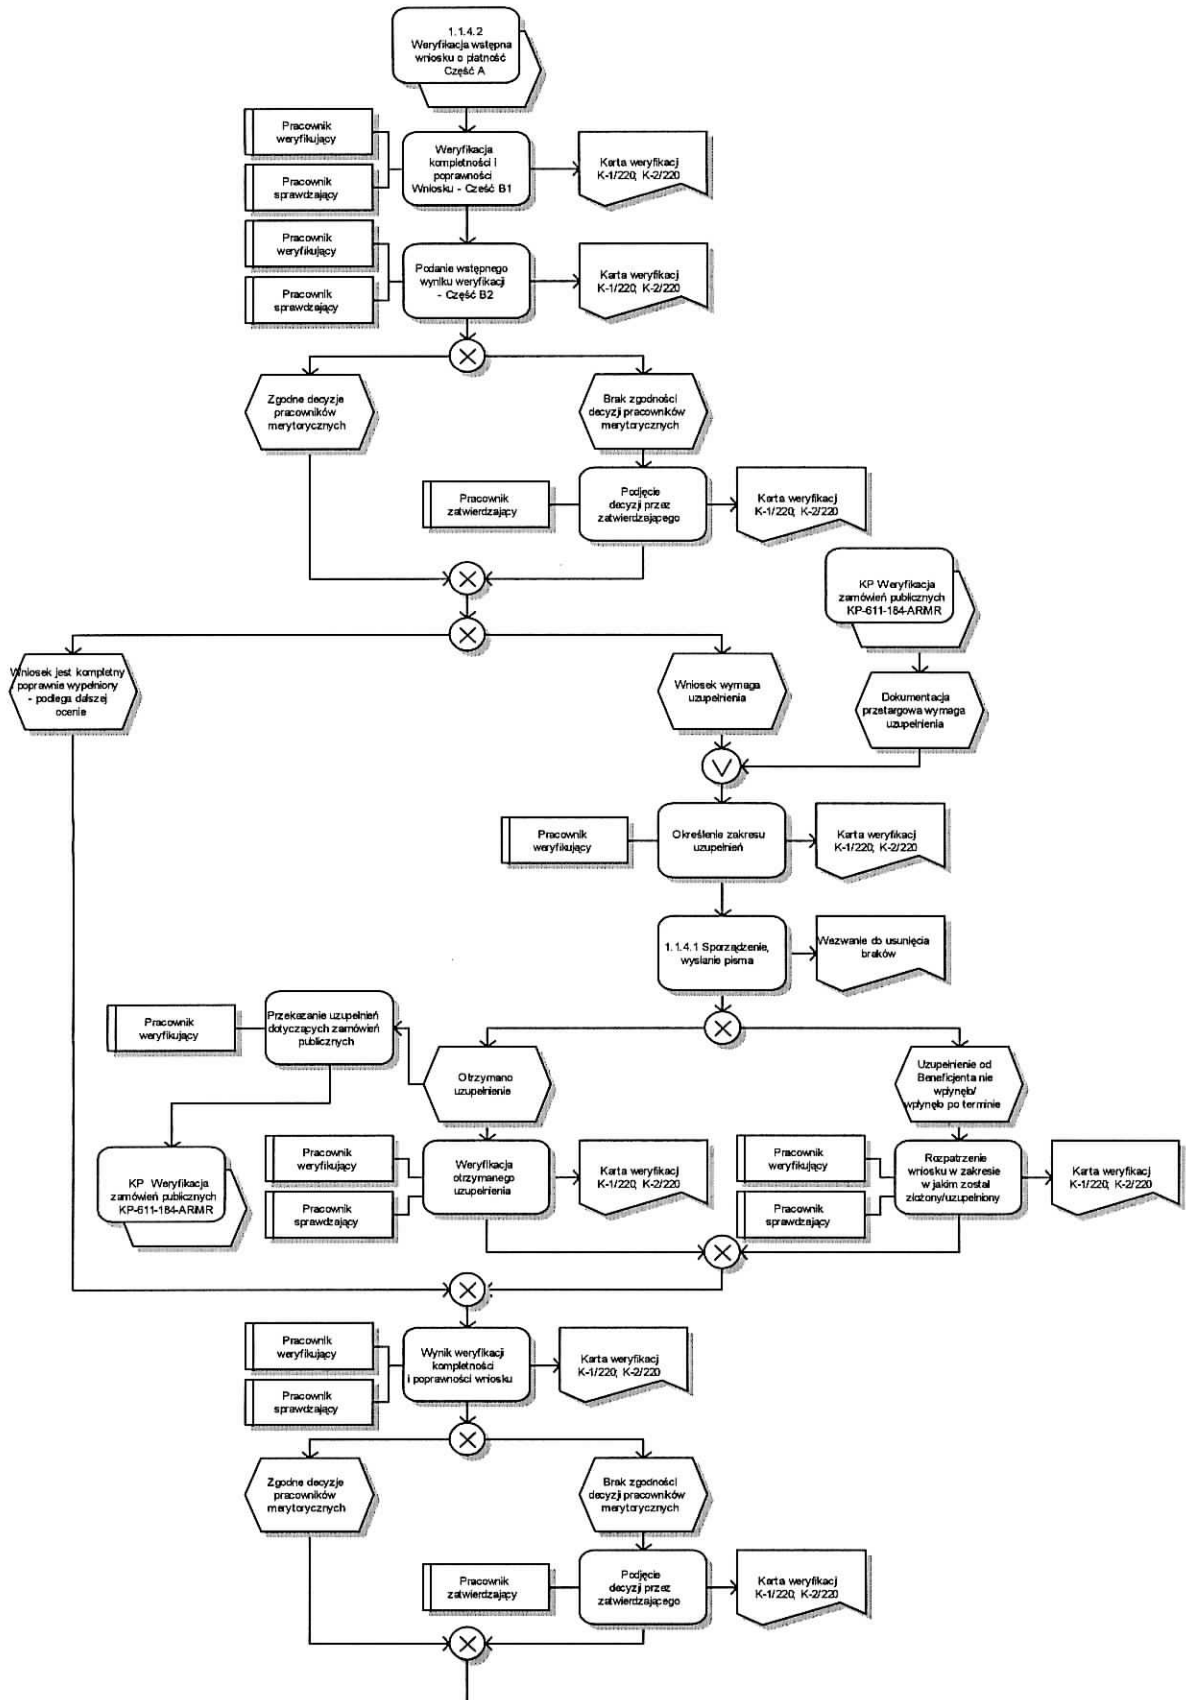 1.1.4.2
Weryfikacja wstępna
wniosku o płatność
Część A
Pracownik
weryfikujący
Pracownik
sprawdzający
Weryfikacja
kompletności i
poprawności
Wniosku - Cześć B1
Karta weryfikacj
K-1/220; K-2/220
Pracownik
weryfikujący
Pracownik
sprawdzający
Podanie wstępnego
wyniku weryfikacji
- Część B2
Karta weryfikacj
K-1/220; K-2/220
Zgodne decyzje
pracowników
merytorycznych
Brak zgodności
decyzji pracowników
merytorycznych
Pracownik
zatwierdzający
Podjęcie
decyzji przez
zatwierdzającego
Karta weryfikacj
K-1/220; K-2/220
KP Weryfikacja
zamówień publicznych
KP-611-184-ARiMR
Wniosek jest kompletny
poprawnie wypełniony
- podlega dalszej
ocenie
Wniosek wymaga
uzupełnienia
Dokumentacja
przetargowa wymaga
uzupełnienia
Pracownik
weryfikujący
Określenie zakresu
uzupełnień
Karta weryfikacj
K-1/220; K-2/220
1.1.4.1 Sporządzenie,
wysłanie pisma
Wezwanie do usunięcia
braków
Pracownik
weryfikujący
Przekazanie uzupełnień
dotyczących zamówień
publicznych
Otrzymano
uzupełnienie
Uzupełnienie od
Beneficjenta nie
wpłynęło/
wpłynęło po terminie
KP Weryfikacja
zamówień publicznych
KP-611-184-ARiMR
Pracownik
weryfikujący
Pracownik
sprawdzający
Weryfikacja
otrzymanego
uzupełnienia
Karta weryfikacj
K-1/220; K-2/220
Pracownik
weryfikujący
Pracownik
sprawdzający
Rozpatrzenie
wniosku w zakresie
w jakim został
złożony/uzupełniony
Karta weryfikacj
K-1/220; K-2/220
Pracownik
weryfikujący
Pracownik
sprawdzający
Wynik weryfikacji
kompletności
i poprawności wniosku
Karta weryfikacj
K-1/220; K-2/220
Zgodne decyzje
pracowników
merytorycznych
Brak zgodności
decyzji pracowników
merytorycznych
Pracownik
zatwierdzający
Podjęcie
decyzji przez
zatwierdzającego
Karta weryfikacj
K-1/220; K-2/220